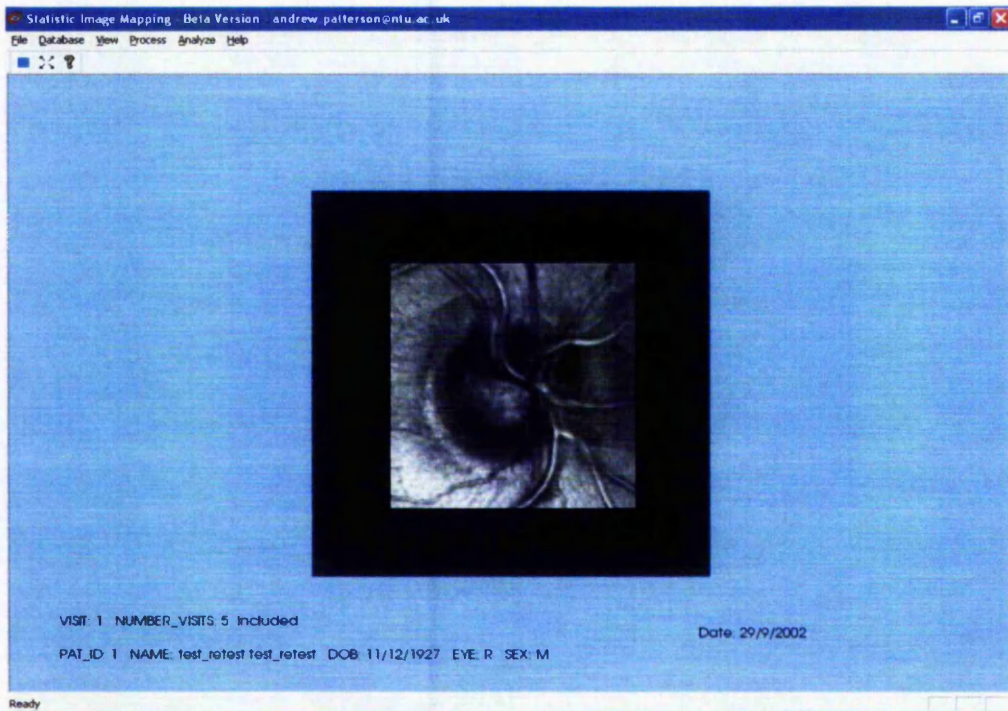 Statistic Image Mapping - Beta Version - andrew.patterson@ntu.ac.uk
File Database View Process Analyze Help
VISIT: 1 NUMBER_VISITS: 5 Included
Date: 29/9/2002
PAT_ID: 1 NAME: test_retest test_retest DOB: 11/12/1927 EYE: R SEX: M
Ready